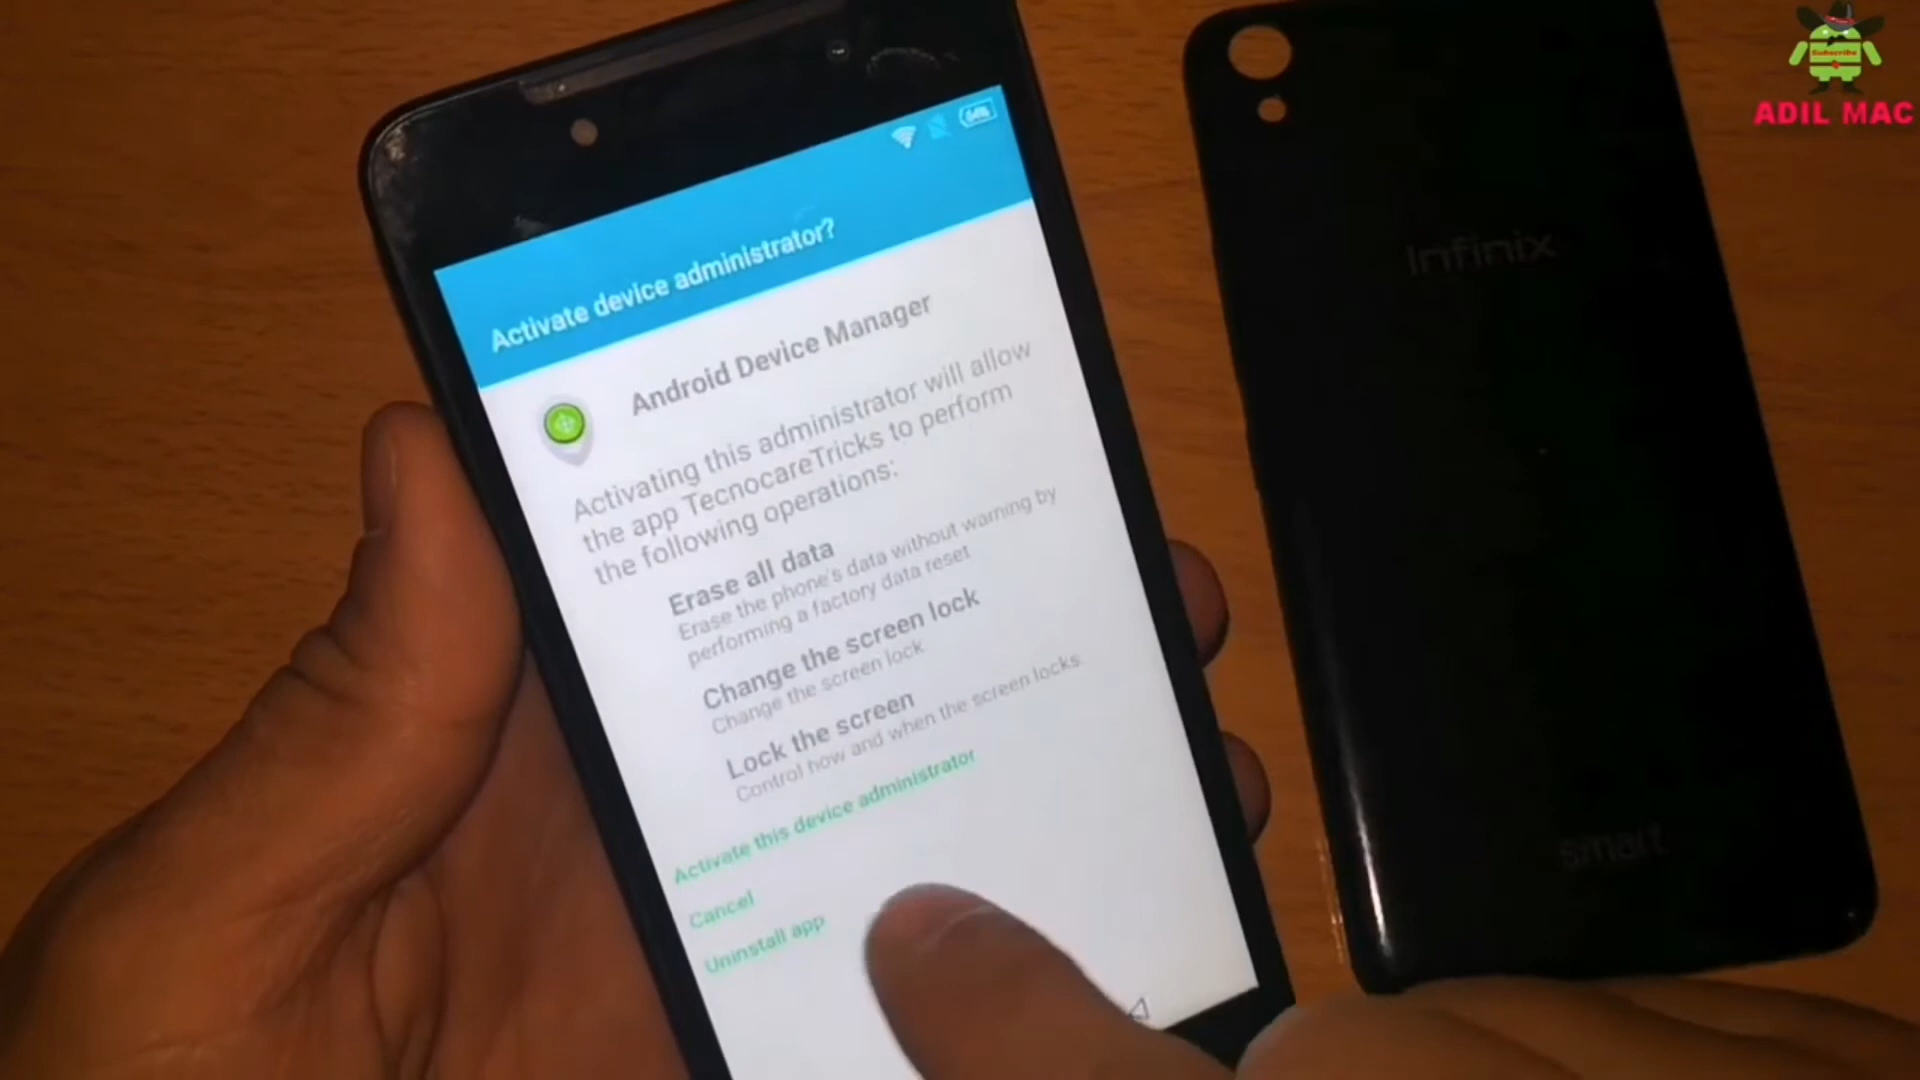 Subscribe
ADIL MAC
64%
Activate device administrator?
Android Device Manager
Activating this administrator will allow
the app TecnocareTricks to perform
the following operations:
Erase all data
Erase the phone's data without warning by
performing a factory data reset
Change the screen lock
Change the screen lock
Lock the screen
Control how and when the screen locks.
Activate this device administrator
Cancel
Uninstall app
Infinix
smart